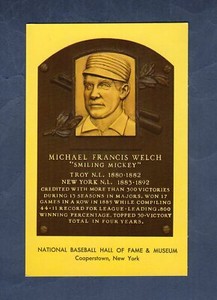 MICHAEL FRANCIS WELCH
"SMILING MICKEY"
TROY N.L. 1880-1882
NEW YORK N.L. 1883-1892
CREDITED WITH MORE THAN 300 VICTORIES
DURING 13 SEASONS IN MAJORS. WON 17
GAMES IN A ROW IN 1885 WHILE COMPILING
44-11 RECORD FOR LEAGUE-LEADING .800
WINNING PERCENTAGE. TOPPED 30-VICTORY
TOTAL IN FOUR YEARS.
NATIONAL BASEBALL HALL OF FAME & MUSEUM
Cooperstown, New York